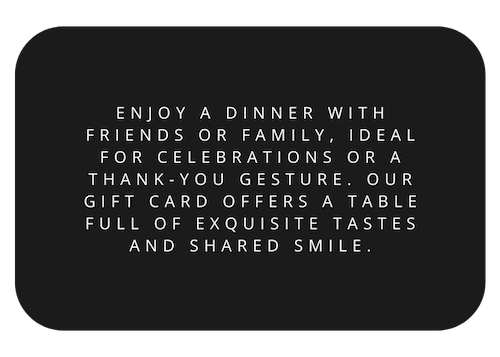 ENJOY A DINNER WITH
FRIENDS OR FAMILY, IDEAL
FOR CELEBRATIONS OR A
THANK-YOU GESTURE. OUR
GIFT CARD OFFERS A TABLE
FULL OF EXQUISITE TASTES
AND SHARED SMILE.